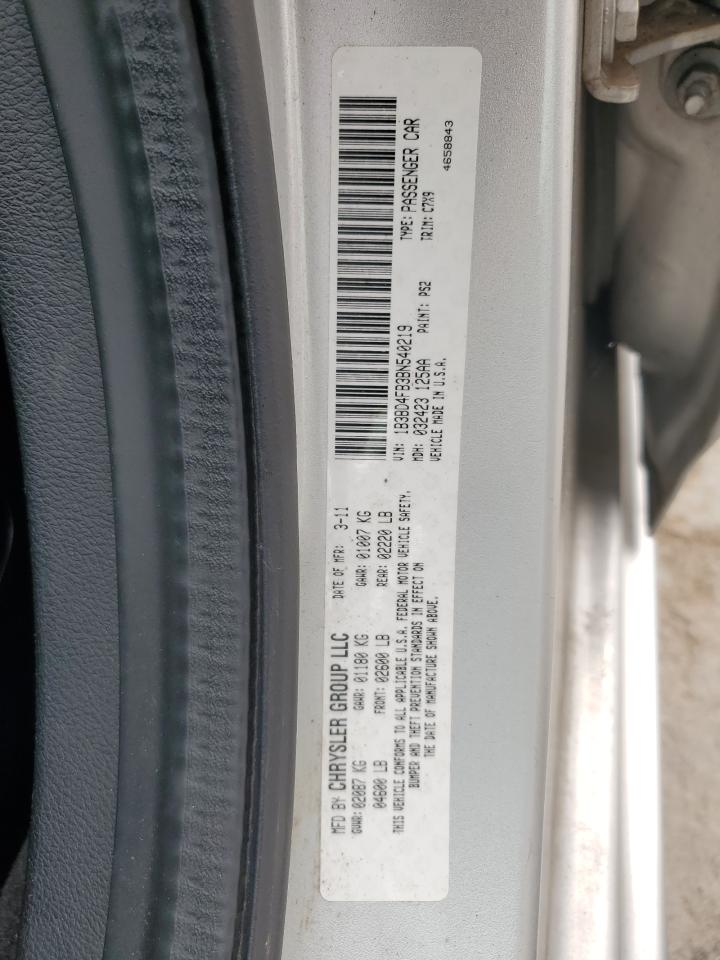 MFD BY CHRYSLER GROUP LLC DATE OF MFR: 3-11
GVWR: 02087 KG GAWR: 01180 KG GAWR: 01007 KG
04600 LB FRONT: 02600 LB REAR: 02220 LB
THIS VEHICLE CONFORMS TO ALL APPLICABLE U.S.A. FEDERAL MOTOR VEHICLE SAFETY,
BUMPER AND THEFT PREVENTION STANDARDS IN EFFECT ON
THE DATE OF MANUFACTURE SHOWN ABOVE.
VIN: 1B3BD4FB3BN540219 TYPE: PASSENGER CAR
MDH: 032423 125AA PAINT: PS2 TRIM: C7X9
VEHICLE MADE IN U.S.A.
4658843